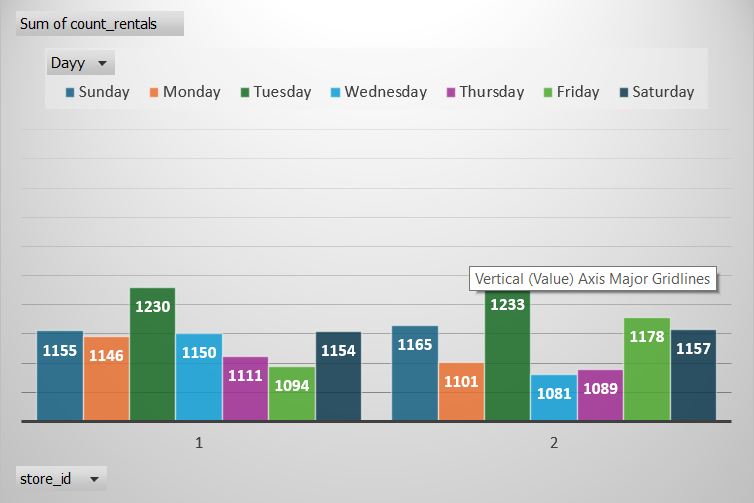 Sum of count_rentals
Dayy
Sunday Monday Tuesday Wednesday Thursday Friday Saturday
Vertical (Value) Axis Major Gridlines
1155 1146 1230 1150 1111 1094 1154 1165 1101 1233 1081 1089 1178 1157
1 2
store_id